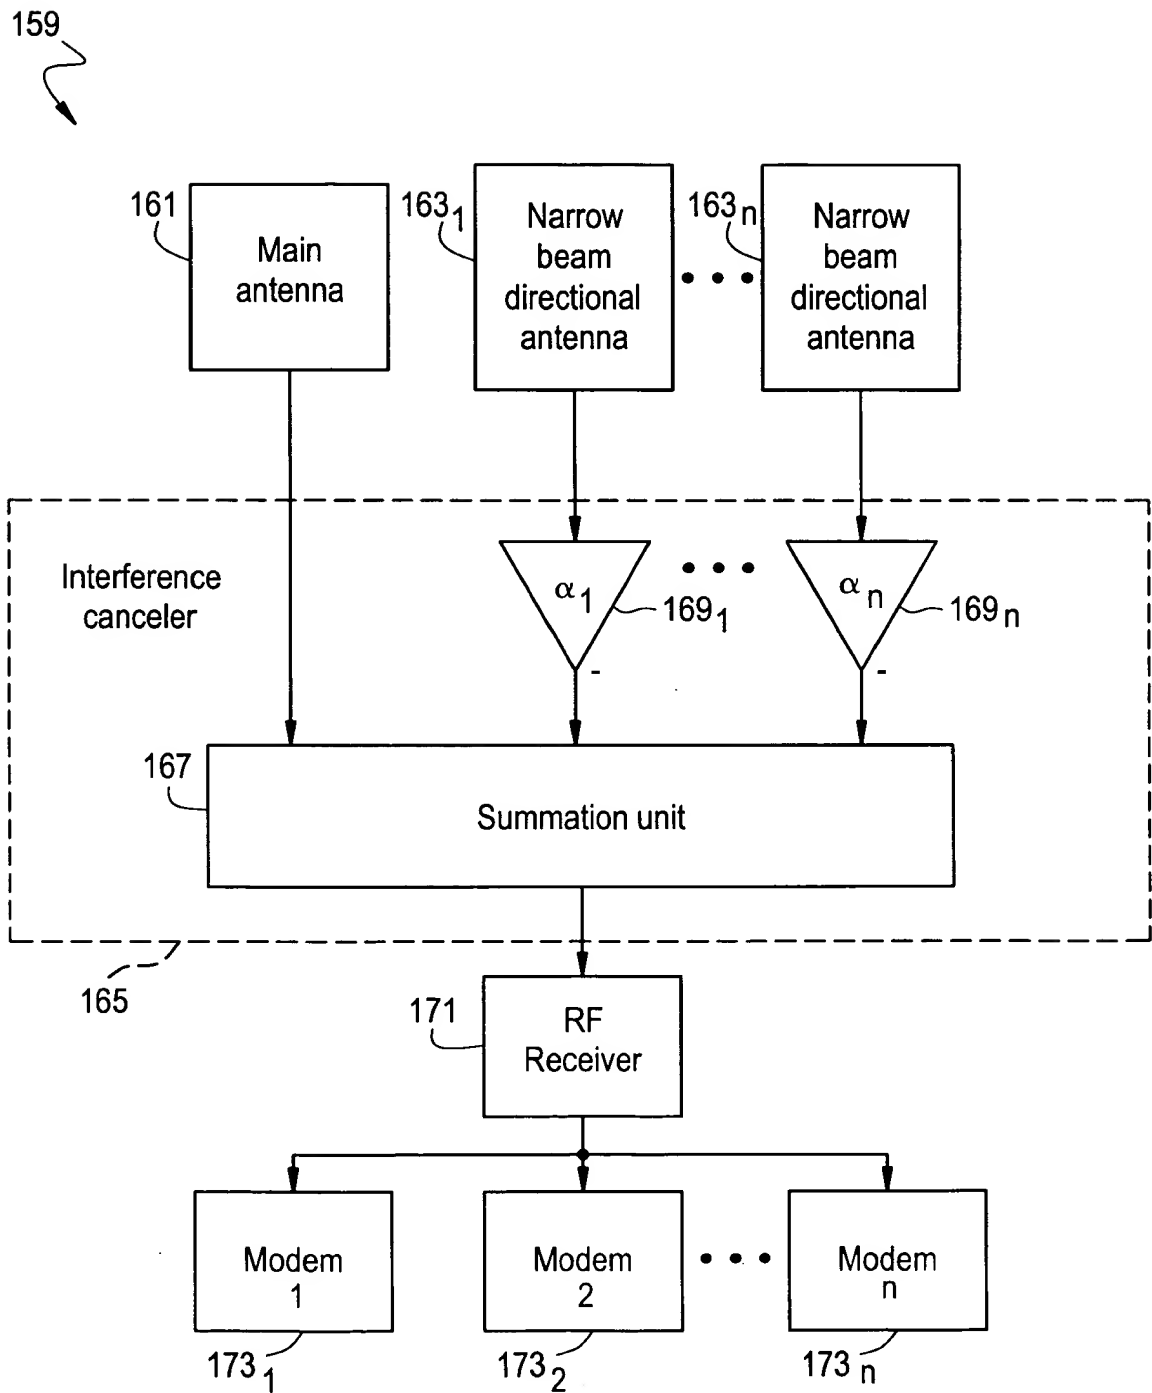 159
161
Main
antenna
163 1
Narrow
beam
directional
antenna
163 n
Narrow
beam
directional
antenna
Interference
canceler
α 1
169 1
α n
169 n
-
-
167
Summation unit
165
171
RF
Receiver
Modem
1
Modem
2
Modem
n
173 1
173 2
173 n